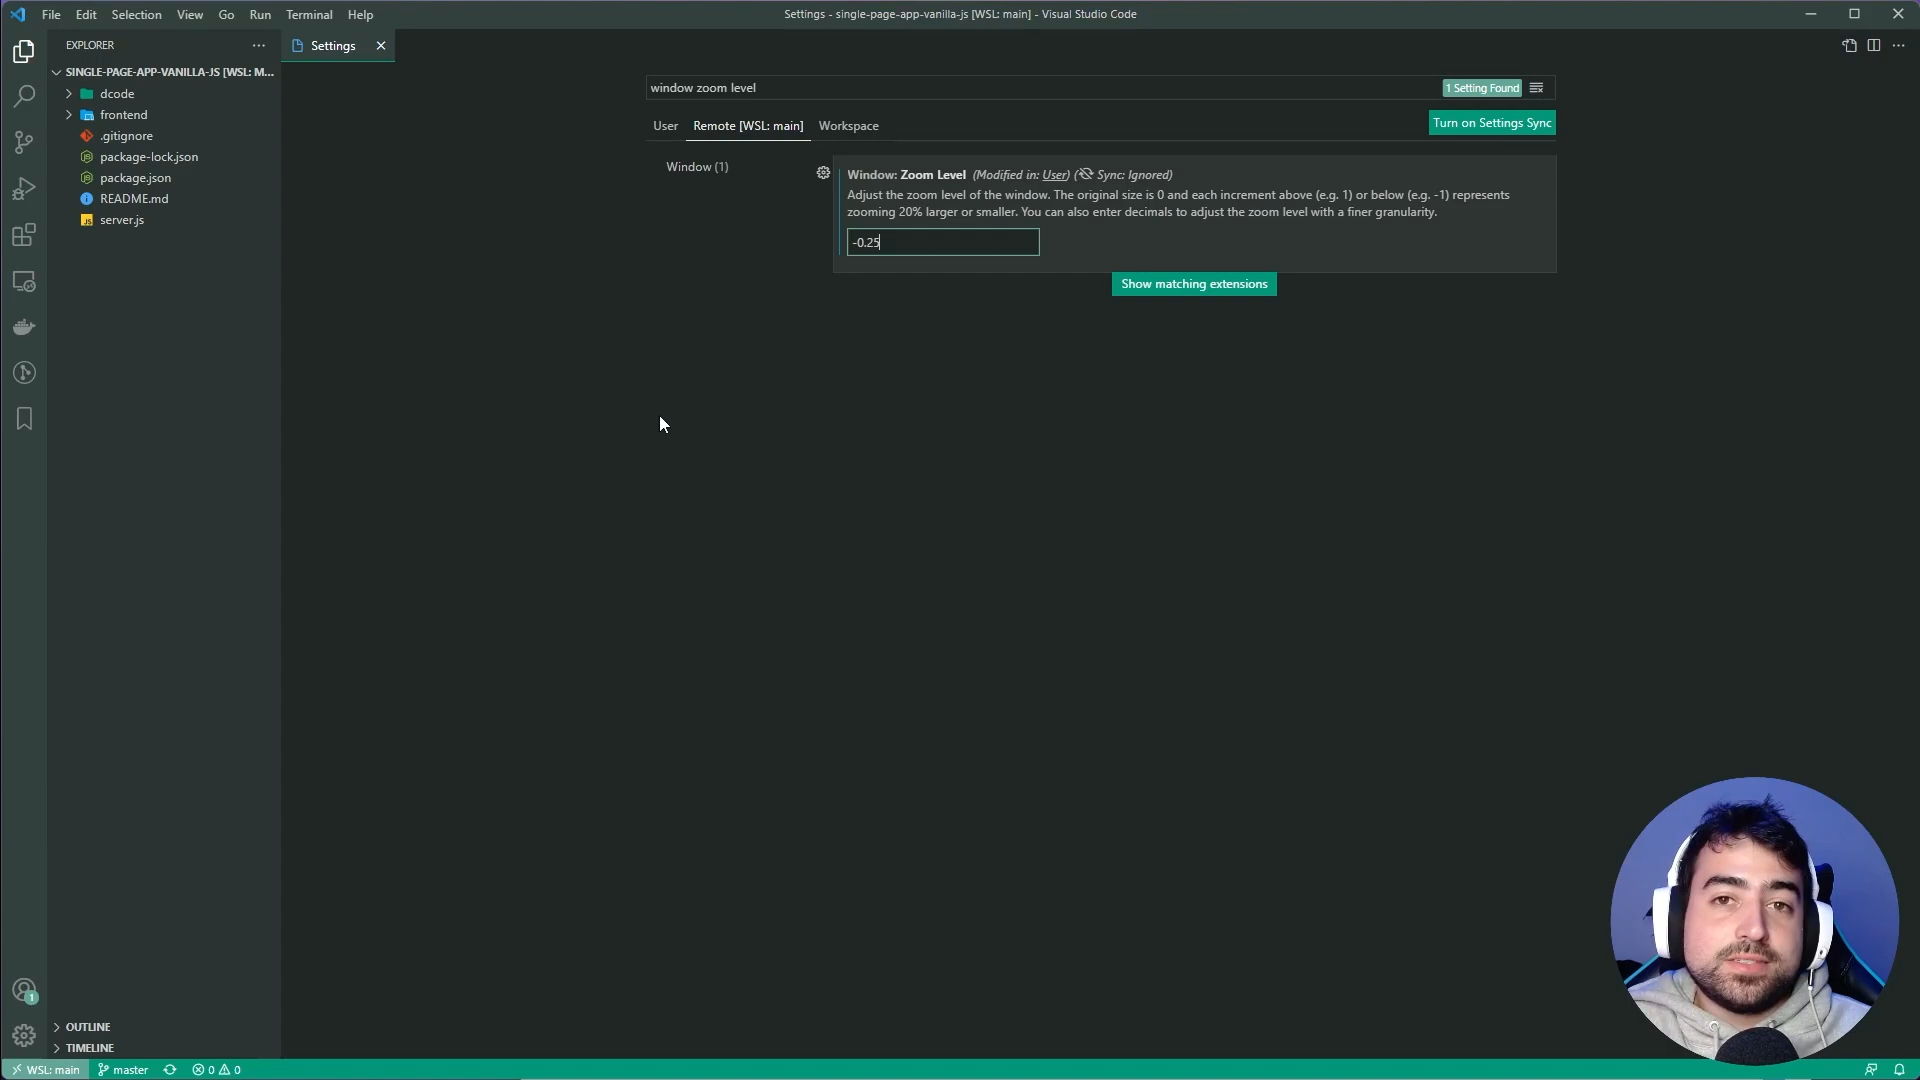 File Edit Selection View Go Run Terminal Help
Settings - single-page-app-vanilla-js [WSL: main] - Visual Studio Code
EXPLORER
Settings
SINGLE-PAGE-APP-VANILLA-JS [WSL: M...
dcode
frontend
.gitignore
package-lock.json
package.json
README.md
server.js
window zoom level
1 Setting Found
User Remote [WSL: main] Workspace
Turn on Settings Sync
Window (1)
Window: Zoom Level (Modified in: User) ( Sync: Ignored)
Adjust the zoom level of the window. The original size is 0 and each increment above (e.g. 1) or below (e.g. -1) represents
zooming 20% larger or smaller. You can also enter decimals to adjust the zoom level with a finer granularity.
-0.25
Show matching extensions
1
OUTLINE
TIMELINE
WSL: main master 0 0